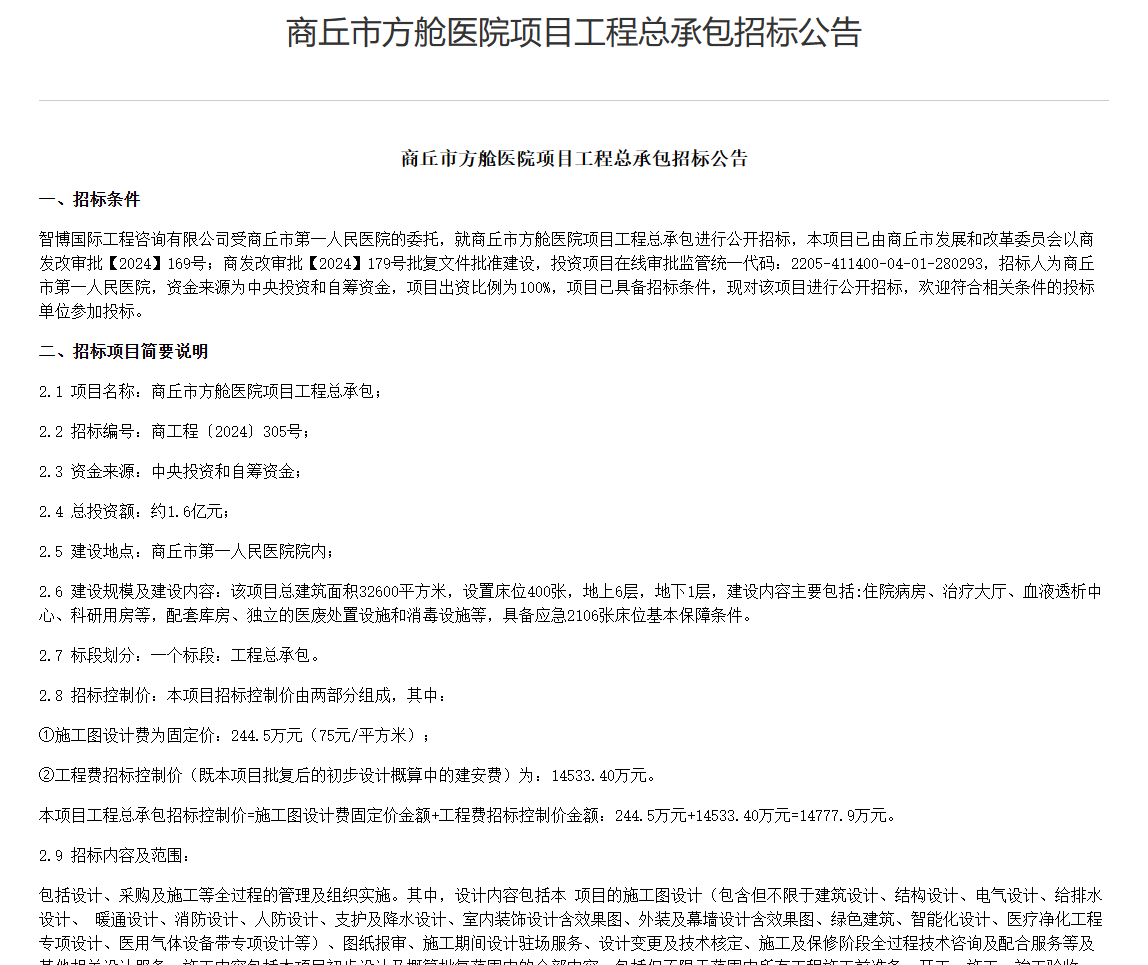 商丘市方舱医院项目工程总承包招标公告
商丘市方舱医院项目工程总承包招标公告
一、招标条件
智博国际工程咨询有限公司受商丘市第一人民医院的委托，就商丘市方舱医院项目工程总承包进行公开招标，本项目已由商丘市发展和改革委员会以商
发改审批【2024】169号；商发改审批【2024】179号批复文件批准建设，投资项目在线审批监管统一代码：2205-411400-04-01-280293，招标人为商丘
市第一人民医院，资金来源为中央投资和自筹资金，项目出资比例为100%，项目已具备招标条件，现对该项目进行公开招标，欢迎符合相关条件的投标
单位参加投标。
二、招标项目简要说明
2.1 项目名称：商丘市方舱医院项目工程总承包；
2.2 招标编号：商工程〔2024〕305号；
2.3 资金来源：中央投资和自筹资金；
2.4 总投资额：约1.6亿元；
2.5 建设地点：商丘市第一人民医院院内；
2.6 建设规模及建设内容：该项目总建筑面积32600平方米，设置床位400张，地上6层，地下1层，建设内容主要包括:住院病房、治疗大厅、血液透析中
心、科研用房等，配套库房、独立的医废处置设施和消毒设施等，具备应急2106张床位基本保障条件。
2.7 标段划分：一个标段：工程总承包。
2.8 招标控制价：本项目招标控制价由两部分组成，其中：
①施工图设计费为固定价：244.5万元（75元/平方米）；
②工程费招标控制价（既本项目批复后的初步设计概算中的建安费）为：14533.40万元。
本项目工程总承包招标控制价=施工图设计费固定价金额+工程费招标控制价金额：244.5万元+14533.40万元=14777.9万元。
2.9 招标内容及范围：
包括设计、采购及施工等全过程的管理及组织实施。其中，设计内容包括本 项目的施工图设计（包含但不限于建筑设计、结构设计、电气设计、给排水
设计、 暖通设计、消防设计、人防设计、支护及降水设计、室内装饰设计含效果图、外装及幕墙设计含效果图、绿色建筑、智能化设计、医疗净化工程
专项设计、医用气体设备带专项设计等）、图纸报审、施工期间设计驻场服务、设计变更及技术核定、施工及保修阶段全过程技术咨询及配合服务等及